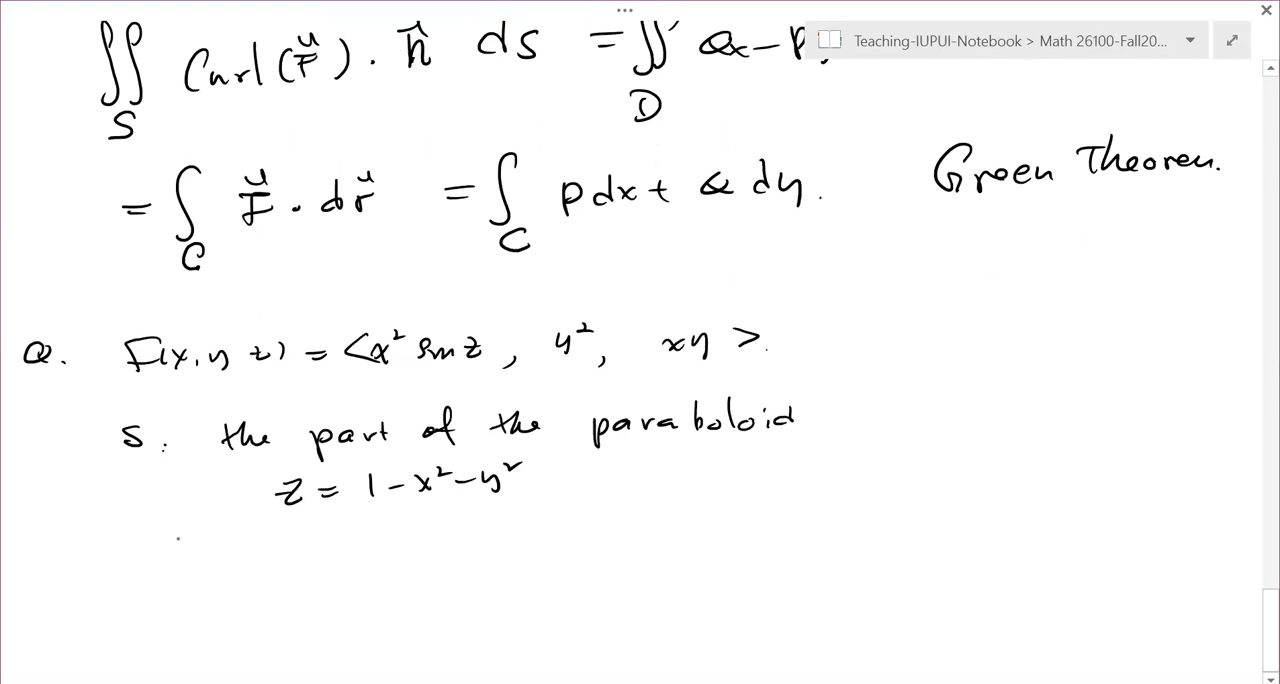 ∬_S Curl(F⃗) · n⃗ ds = ∬_D Qx − P
Teaching-IUPUI-Notebook > Math 26100-Fall20...
= ∫_C F⃗ · dr⃗ = ∫_C P dx + Q dy. Green Theorem.
Q. F(x, y, z) = <x² sin z, y², xy>.
S: the part of the paraboloid
z = 1 − x² − y²